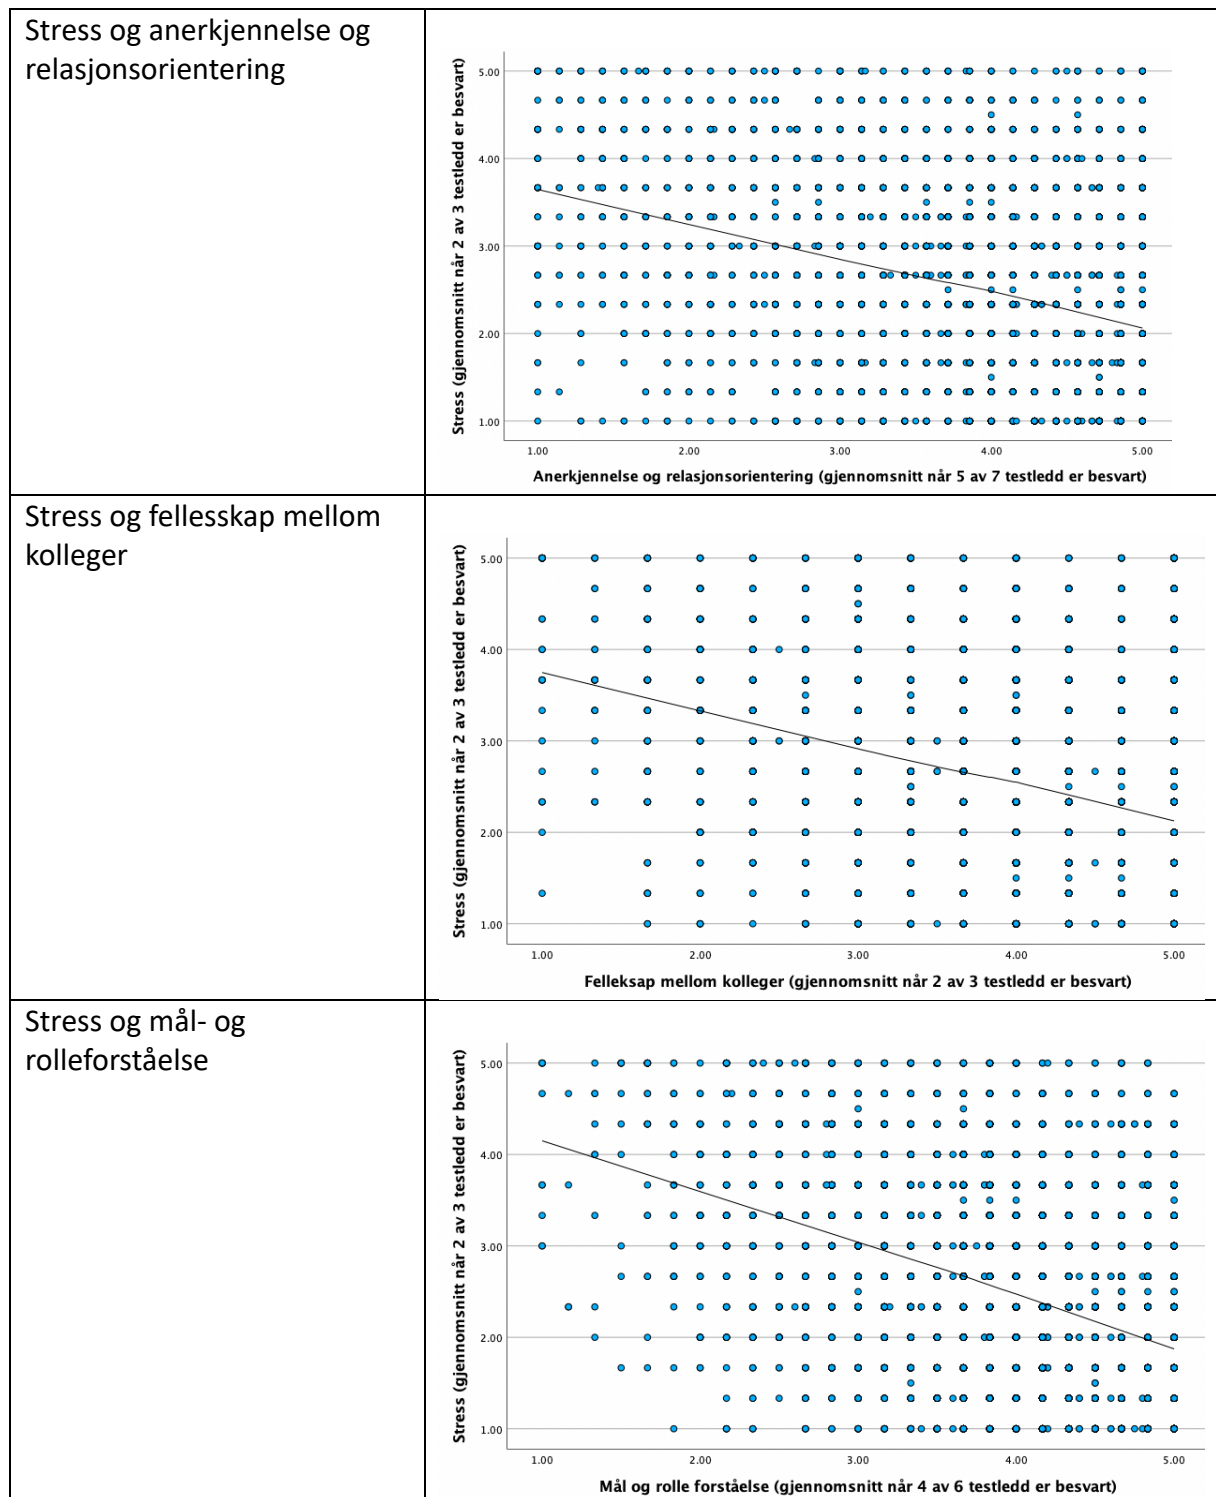 Stress og anerkjennelse og
relasjonsorientering
Stress (gjennomsnitt når 2 av 3 testledd er besvart)
5.00
4.00
3.00
2.00
1.00
1.00 2.00 3.00 4.00 5.00
Anerkjennelse og relasjonsorientering (gjennomsnitt når 5 av 7 testledd er besvart)
Stress og fellesskap mellom
kolleger
Stress (gjennomsnitt når 2 av 3 testledd er besvart)
5.00
4.00
3.00
2.00
1.00
1.00 2.00 3.00 4.00 5.00
Felleksap mellom kolleger (gjennomsnitt når 2 av 3 testledd er besvart)
Stress og mål- og
rolleforståelse
Stress (gjennomsnitt når 2 av 3 testledd er besvart)
5.00
4.00
3.00
2.00
1.00
1.00 2.00 3.00 4.00 5.00
Mål og rolle forståelse (gjennomsnitt når 4 av 6 testledd er besvart)